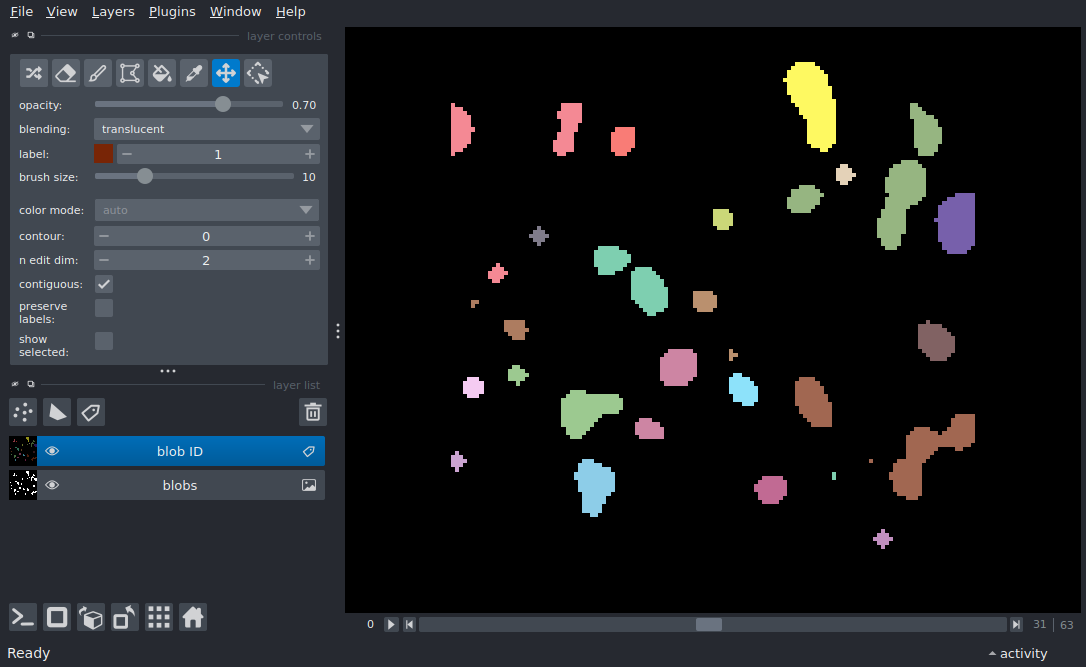 File View Layers Plugins Window Help
layer controls
opacity: 0.70
blending: translucent
label: 1
brush size: 10
color mode: auto
contour: 0
n edit dim: 2
contiguous:
preserve
labels:
show
selected:
layer list
blob ID
blobs
0 31 63
Ready activity